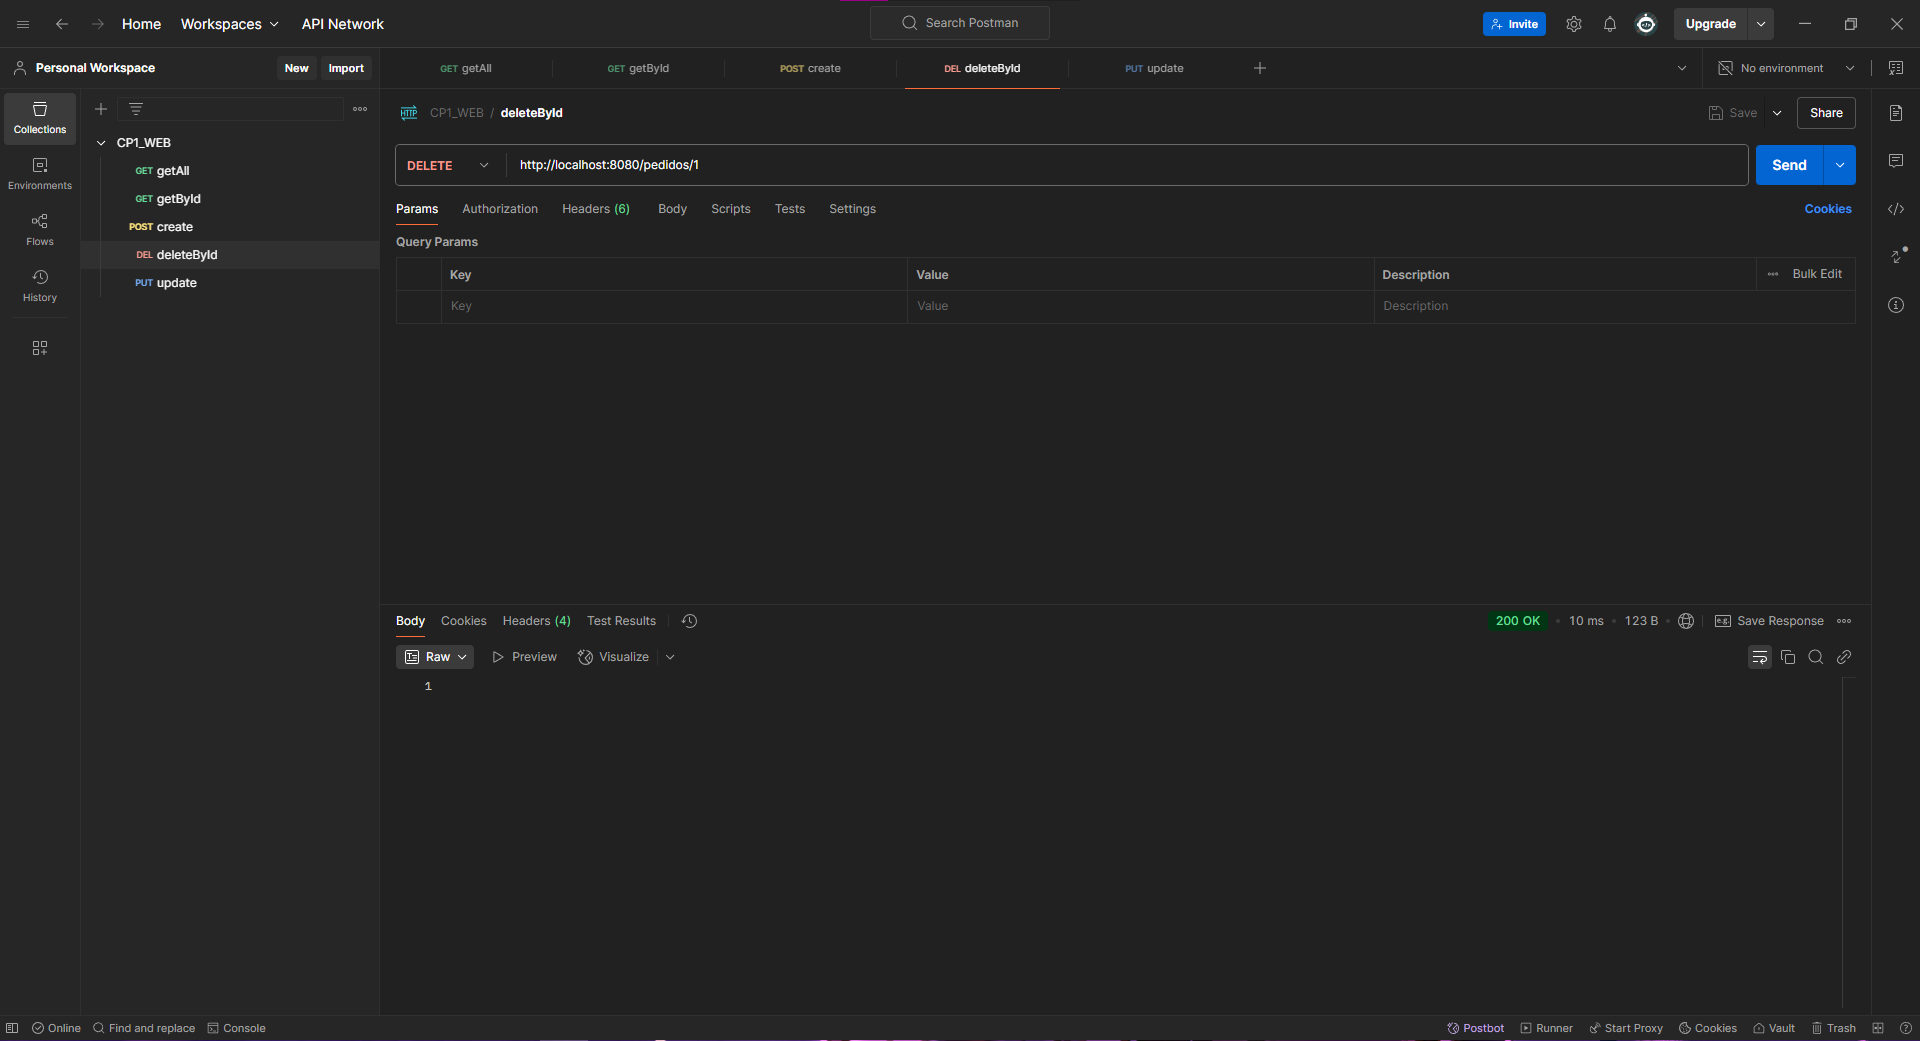 Home Workspaces API Network Search Postman Invite Upgrade
Personal Workspace New Import GET getAll GET getById POST create DEL deleteById PUT update No environment
Collections
Environments
Flows
History
CP1_WEB
GET getAll
GET getById
POST create
DEL deleteById
PUT update
HTTP CP1_WEB / deleteById Save Share
DELETE http://localhost:8080/pedidos/1 Send
Params Authorization Headers (6) Body Scripts Tests Settings Cookies
Query Params
Key Value Description Bulk Edit
Key Value Description
Body Cookies Headers (4) Test Results 200 OK • 10 ms • 123 B • e.g. Save Response
Raw Preview Visualize
1
Online Find and replace Console Postbot Runner Start Proxy Cookies Vault Trash